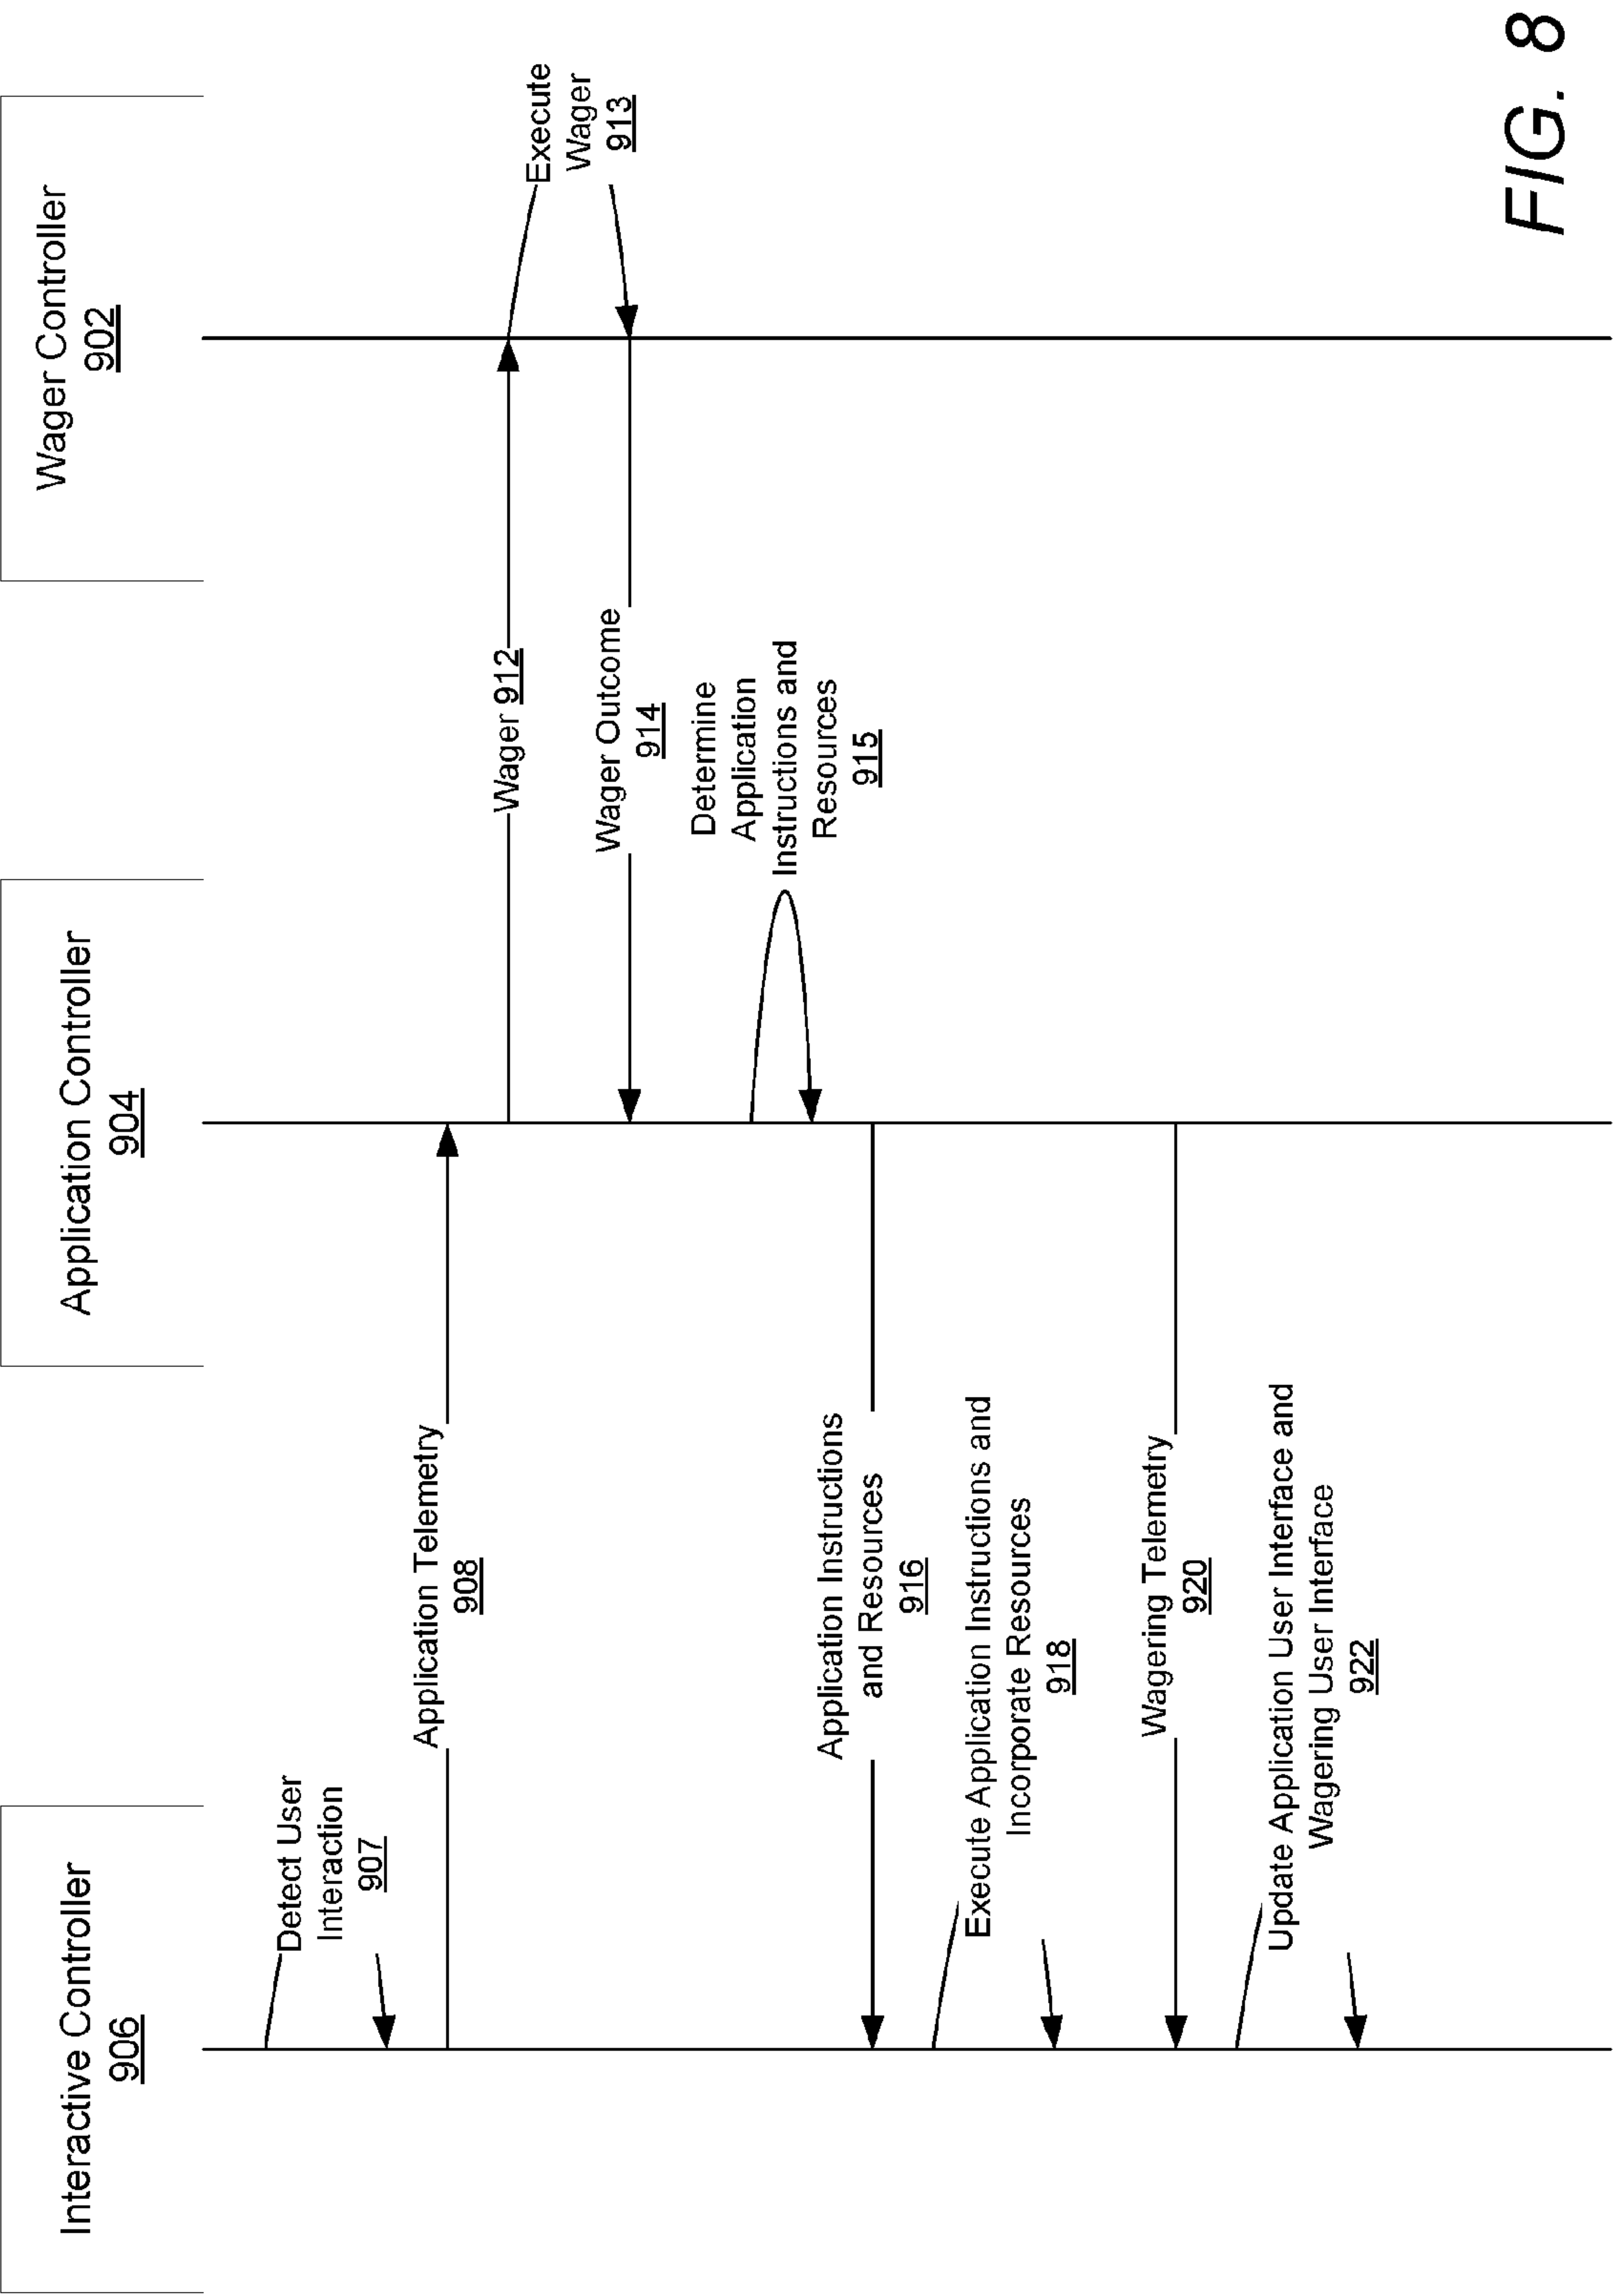 Interactive Controller
906
Application Controller
904
Wager Controller
902
Detect User
Interaction
907
Application Telemetry
908
Wager 912
Execute
Wager
913
Wager Outcome
914
Determine
Application
Instructions and
Resources
915
Application Instructions
and Resources
916
Execute Application Instructions and
Incorporate Resources
918
Wagering Telemetry
920
Update Application User Interface and
Wagering User Interface
922
FIG. 8